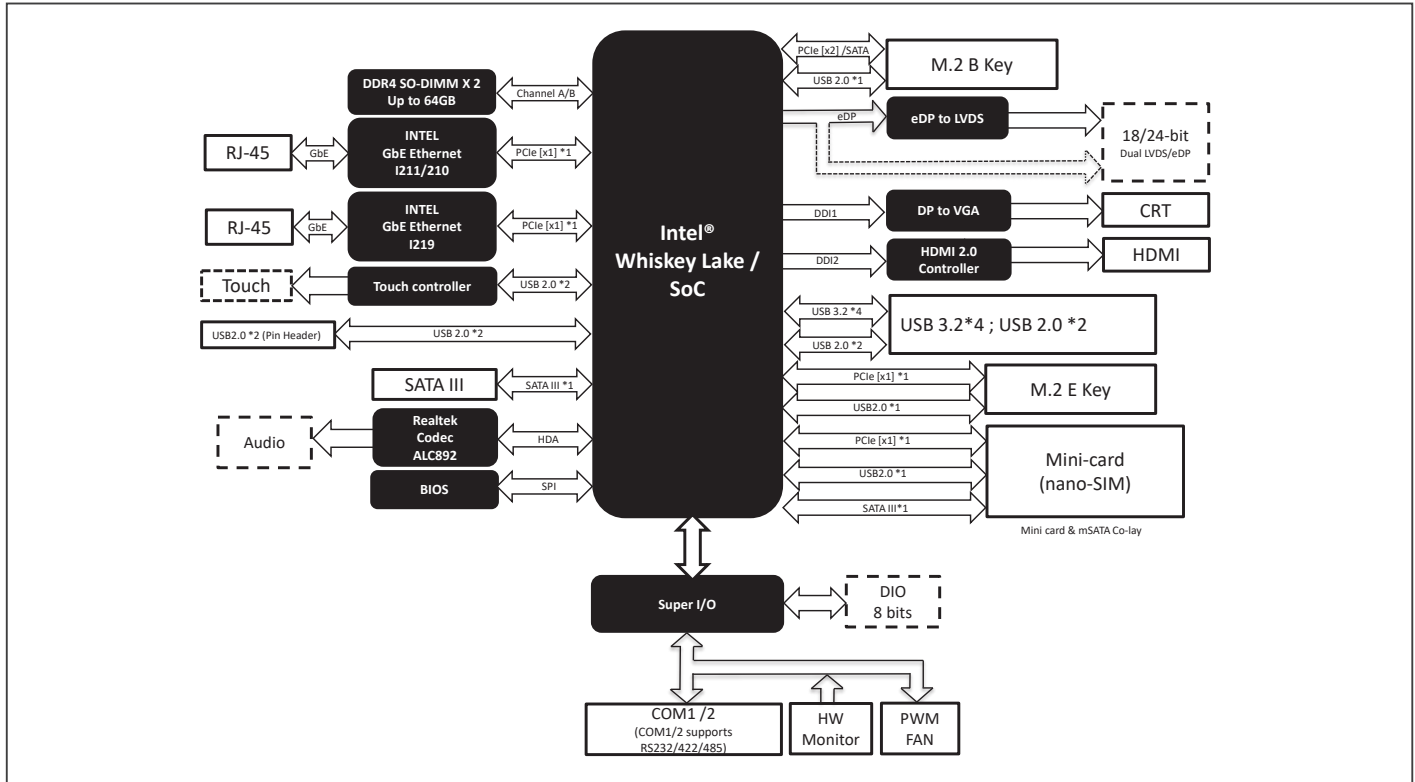 DDR4 SO-DIMM X 2
Up to 64GB
Channel A/B
RJ-45
GbE
INTEL
GbE Ethernet
I211/210
PCIe [x1] *1
RJ-45
GbE
INTEL
GbE Ethernet
I219
PCIe [x1] *1
Touch
Touch controller
USB 2.0 *2
USB2.0 *2 (Pin Header)
USB 2.0 *2
SATA III
SATA III *1
Audio
Realtek
Codec
ALC892
HDA
BIOS
SPI
Intel®
Whiskey Lake /
SoC
PCIe [x2] /SATA
USB 2.0 *1
M.2 B Key
eDP
eDP to LVDS
18/24-bit
Dual LVDS/eDP
DDI1
DP to VGA
CRT
DDI2
HDMI 2.0
Controller
HDMI
USB 3.2*4
USB 2.0 *2
USB 3.2*4 ; USB 2.0 *2
PCIe [x1] *1
USB2.0 *1
M.2 E Key
PCIe [x1] *1
USB2.0 *1
SATA III*1
Mini-card
(nano-SIM)
Mini card & mSATA Co-lay
Super I/O
DIO
8 bits
COM1 /2
(COM1/2 supports
RS232/422/485)
HW
Monitor
PWM
FAN